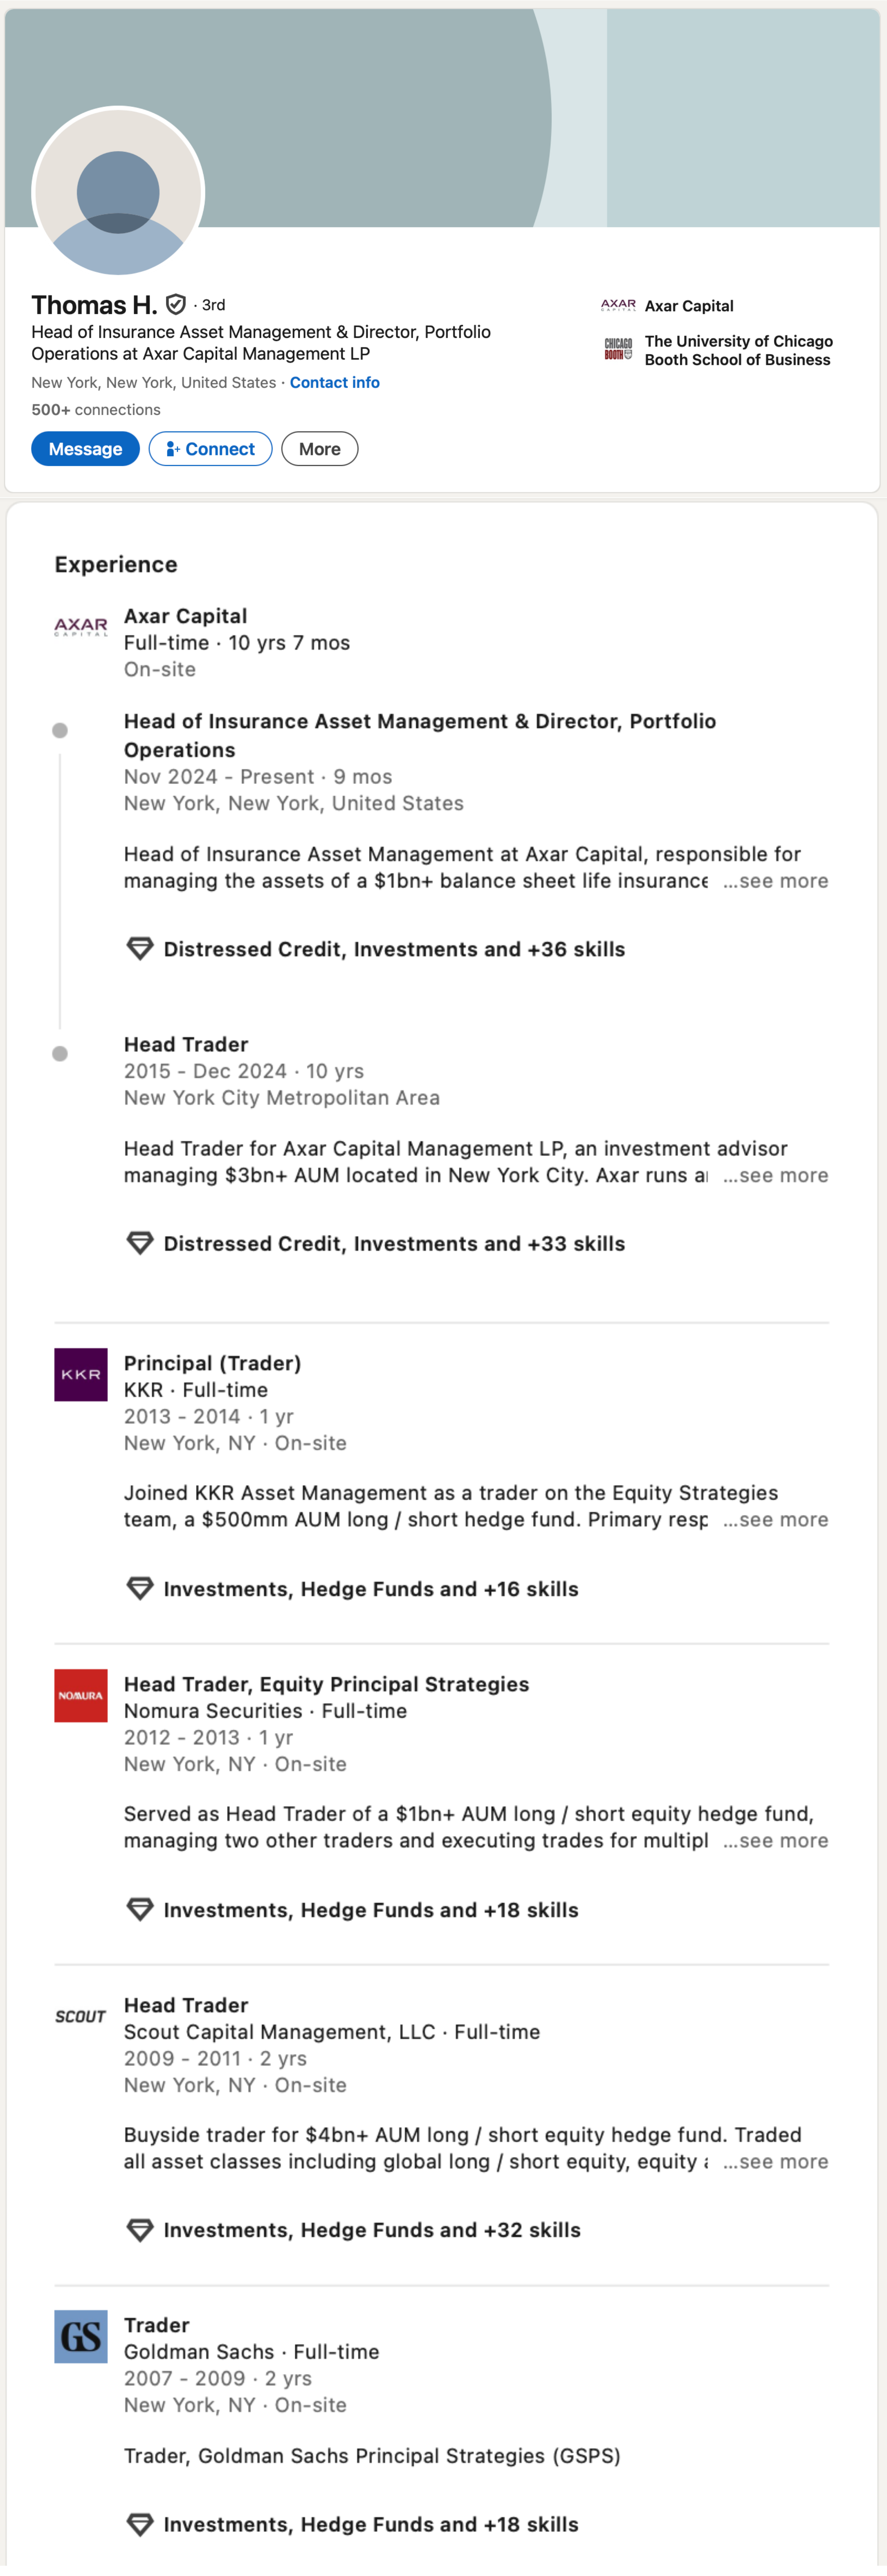 Thomas H. · 3rd
Head of Insurance Asset Management & Director, Portfolio
Operations at Axar Capital Management LP
New York, New York, United States · Contact info
500+ connections
Message
Connect
More
AXAR
CAPITAL
Axar Capital
CHICAGO
BOOTH
The University of Chicago
Booth School of Business
Experience
AXAR
CAPITAL
Axar Capital
Full-time · 10 yrs 7 mos
On-site
Head of Insurance Asset Management & Director, Portfolio
Operations
Nov 2024 - Present · 9 mos
New York, New York, United States
Head of Insurance Asset Management at Axar Capital, responsible for
managing the assets of a $1bn+ balance sheet life insurance ...see more
Distressed Credit, Investments and +36 skills
Head Trader
2015 - Dec 2024 · 10 yrs
New York City Metropolitan Area
Head Trader for Axar Capital Management LP, an investment advisor
managing $3bn+ AUM located in New York City. Axar runs ...see more
Distressed Credit, Investments and +33 skills
KKR
Principal (Trader)
KKR · Full-time
2013 - 2014 · 1 yr
New York, NY · On-site
Joined KKR Asset Management as a trader on the Equity Strategies
team, a $500mm AUM long / short hedge fund. Primary resp ...see more
Investments, Hedge Funds and +16 skills
NOMURA
Head Trader, Equity Principal Strategies
Nomura Securities · Full-time
2012 - 2013 · 1 yr
New York, NY · On-site
Served as Head Trader of a $1bn+ AUM long / short equity hedge fund,
managing two other traders and executing trades for multipl ...see more
Investments, Hedge Funds and +18 skills
SCOUT
Head Trader
Scout Capital Management, LLC · Full-time
2009 - 2011 · 2 yrs
New York, NY · On-site
Buyside trader for $4bn+ AUM long / short equity hedge fund. Traded
all asset classes including global long / short equity, equity ...see more
Investments, Hedge Funds and +32 skills
GS
Trader
Goldman Sachs · Full-time
2007 - 2009 · 2 yrs
New York, NY · On-site
Trader, Goldman Sachs Principal Strategies (GSPS)
Investments, Hedge Funds and +18 skills